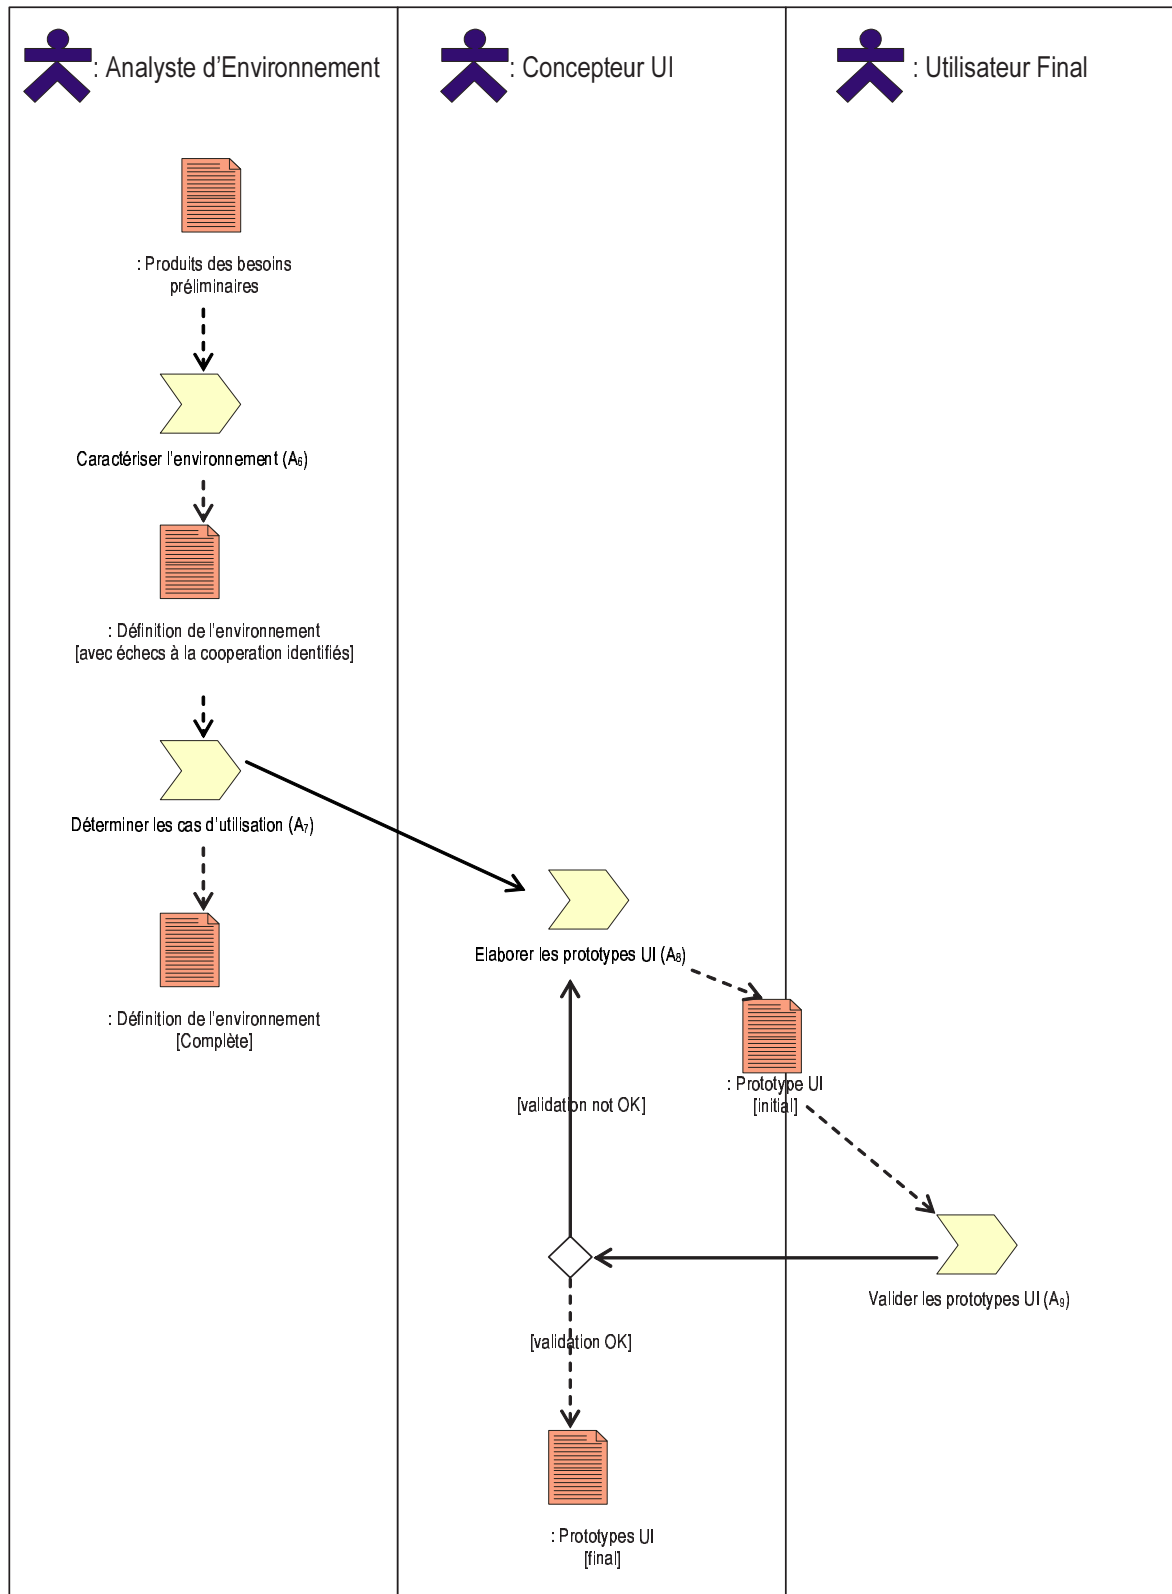 : Analyste d’Environnement
: Concepteur UI
: Utilisateur Final
: Produits des besoins
préliminaires
Caractériser l'environnement (A₆)
: Définition de l'environnement
[avec échecs à la cooperation identifiés]
Déterminer les cas d'utilisation (A₇)
Elaborer les prototypes UI (A₈)
: Définition de l'environnement
[Complète]
: Prototype UI
[initial]
[validation not OK]
Valider les prototypes UI (A₉)
[validation OK]
: Prototypes UI
[final]